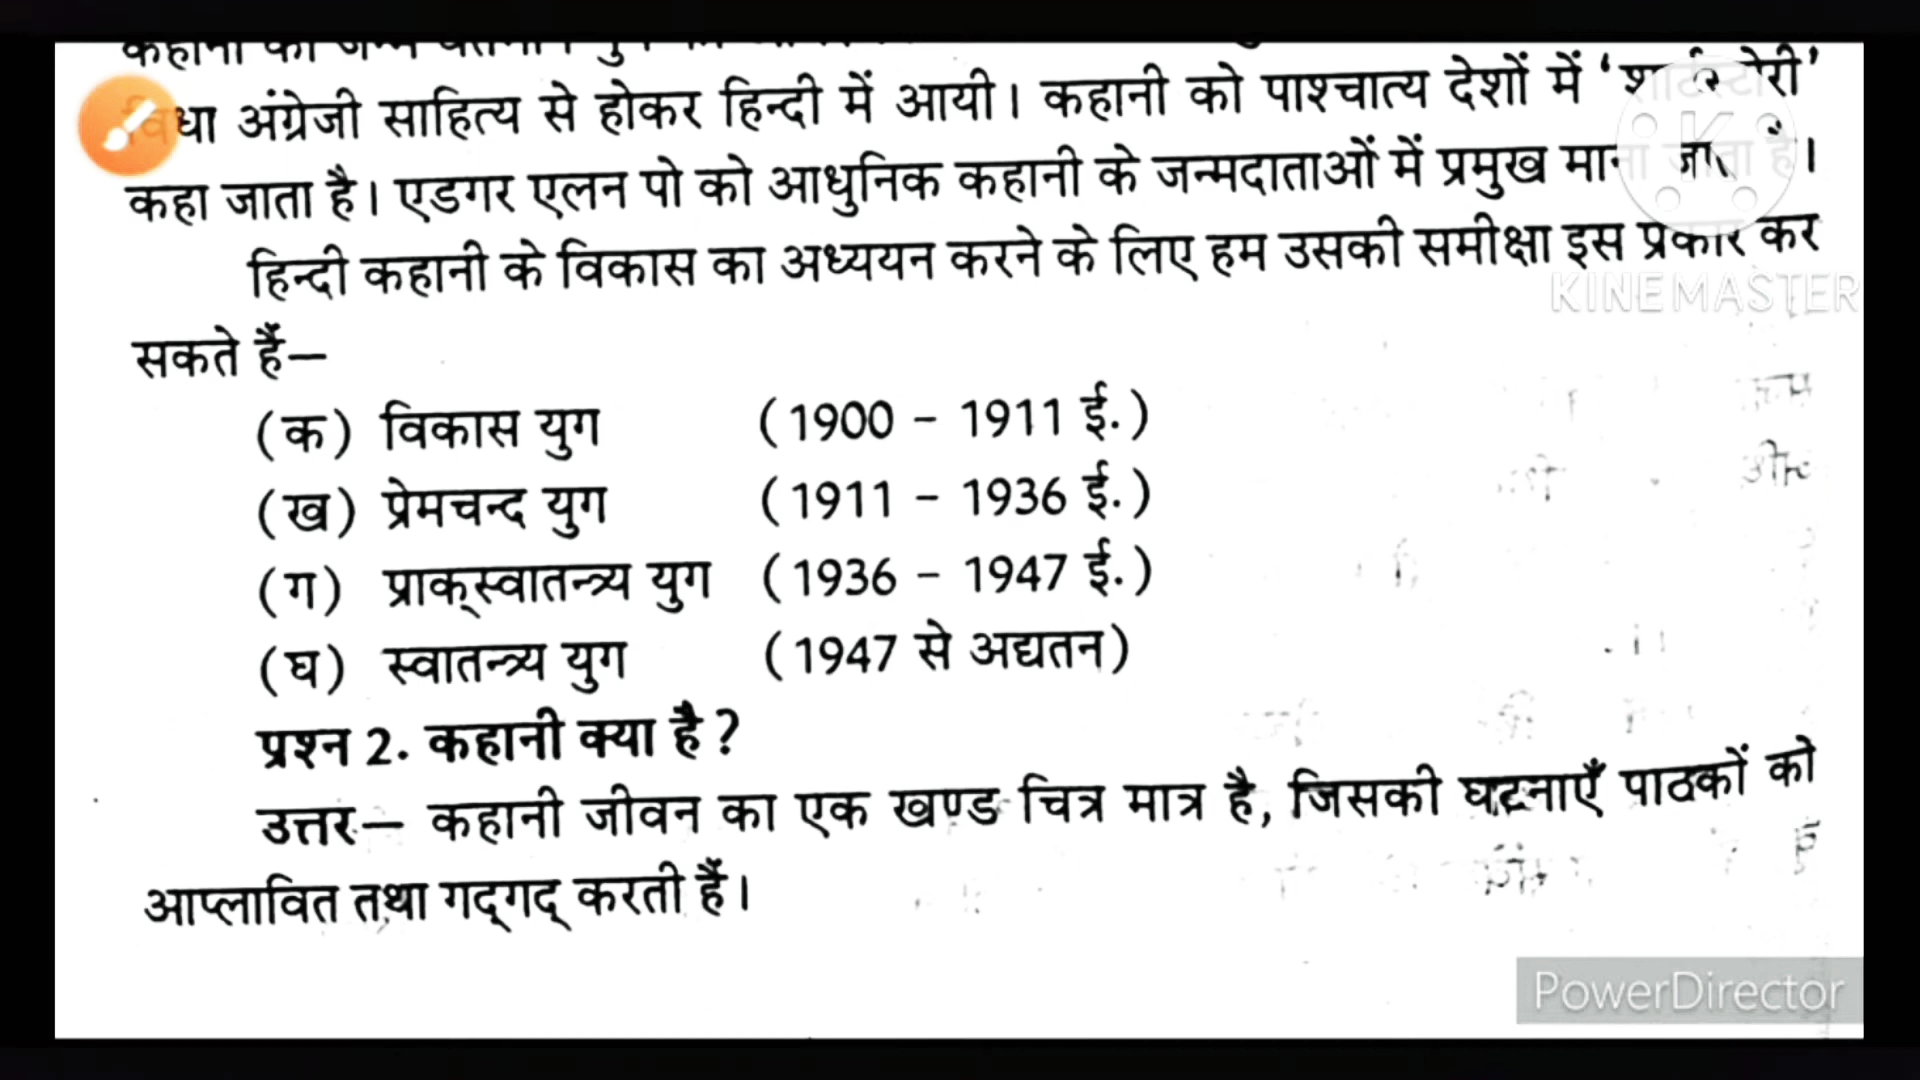 कहानी का जन्म
विधा अंग्रेजी साहित्य से होकर हिन्दी में आयी। कहानी को पाश्चात्य देशों में ‘शार्ट स्टोरी’
कहा जाता है। एडगर एलन पो को आधुनिक कहानी के जन्मदाताओं में प्रमुख माना जाता है।
हिन्दी कहानी के विकास का अध्ययन करने के लिए हम उसकी समीक्षा इस प्रकार कर
KINEMASTER
सकते हैं—
(क) विकास युग (1900 - 1911 ई.)
(ख) प्रेमचन्द युग (1911 - 1936 ई.)
(ग) प्राक्स्वातन्त्र्य युग (1936 - 1947 ई.)
(घ) स्वातन्त्र्य युग (1947 से अद्यतन)
प्रश्न 2. कहानी क्या है?
उत्तर— कहानी जीवन का एक खण्ड चित्र मात्र है, जिसकी घटनाएँ पाठकों को
आप्लावित तथा गद्गद् करती हैं।
PowerDirector